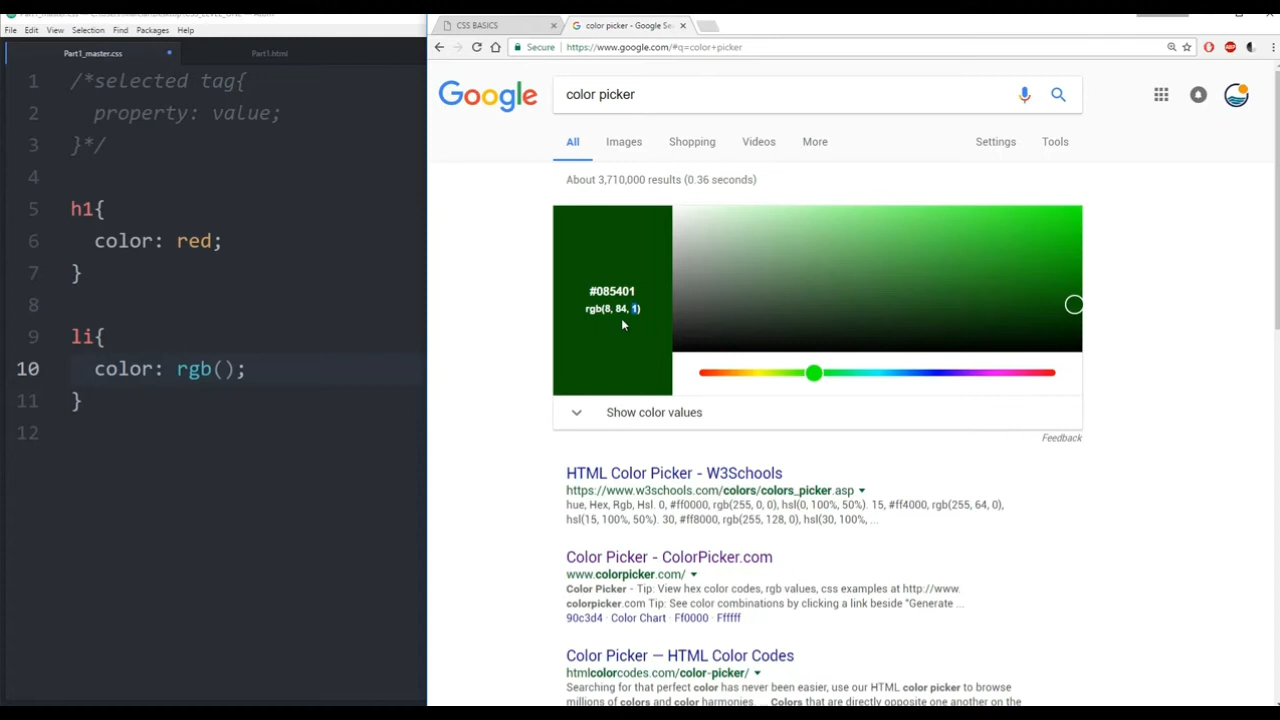 File Edit View Selection Find Packages Help
Part1_master.css
Part1.html
1 /*selected tag{
2 property: value;
3 }*/
4
5 h1{
6 color: red;
7 }
8
9 li{
10 color: rgb();
11 }
12
CSS BASICS
color picker - Google Se
Secure https://www.google.com/#q=color+picker
Google
color picker
All Images Shopping Videos More Settings Tools
About 3,710,000 results (0.36 seconds)
#085401
rgb(8, 84, 1)
Show color values
Feedback
HTML Color Picker - W3Schools
https://www.w3schools.com/colors/colors_picker.asp
hue, Hex, Rgb, Hsl. 0, #ff0000, rgb(255, 0, 0), hsl(0, 100%, 50%). 15, #ff4000, rgb(255, 64, 0),
hsl(15, 100%, 50%). 30, #ff8000, rgb(255, 128, 0), hsl(30, 100%, ...
Color Picker - ColorPicker.com
www.colorpicker.com/
Color Picker - Tip: View hex color codes, rgb values, css examples at http://www.
colorpicker.com Tip: See color combinations by clicking a link beside "Generate ...
90c3d4 · Color Chart · Ff0000 · Ffffff
Color Picker — HTML Color Codes
htmlcolorcodes.com/color-picker/
Searching for that perfect color has never been easier, use our HTML color picker to browse
millions of colors and color harmonies. ... Colors that are directly opposite one another on the